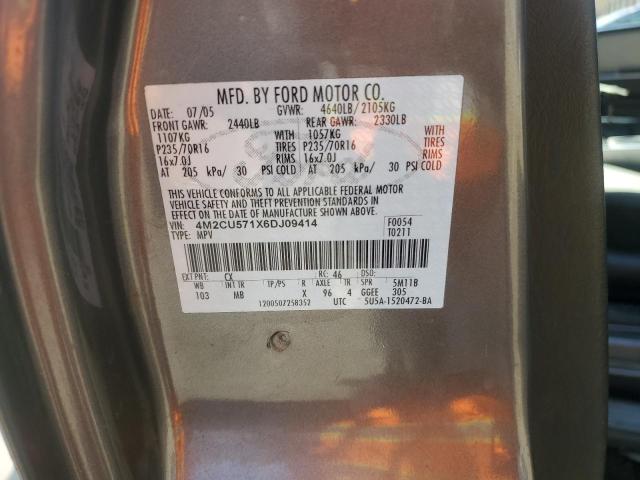 MFD. BY FORD MOTOR CO.
DATE: 07/05 GVWR: 4640LB/2105KG
FRONT GAWR: 2440LB REAR GAWR: 2330LB
1107KG WITH 1057KG WITH
P235/70R16 TIRES P235/70R16 TIRES
16x7.0J RIMS 16x7.0J RIMS
AT 205 kPa/ 30 PSI COLD AT 205 kPa/ 30 PSI COLD
THIS VEHICLE CONFORMS TO ALL APPLICABLE FEDERAL MOTOR
VEHICLE SAFETY AND THEFT PREVENTION STANDARDS IN
EFFECT ON THE DATE OF MANUFACTURE SHOWN ABOVE.
VIN: 4M2CU571X6DJ09414 F0054
TYPE: MPV T0211
EXT PNT: CX RC: 46 DSO:
WB INT TR TP/PS R AXLE TR SPR 5M11B
103 MB X 96 4 GGEE 305
1200507258352 UTC 5U5A-1520472-BA